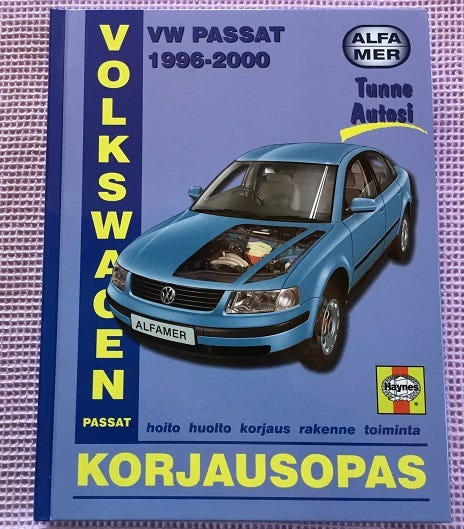 VOLKSWAGEN
PASSAT
VW PASSAT
1996-2000
ALFA
MER
Tunne
Autosi
ALFAMER
Haynes
hoito huolto korjaus rakenne toiminta
KORJAUSOPAS